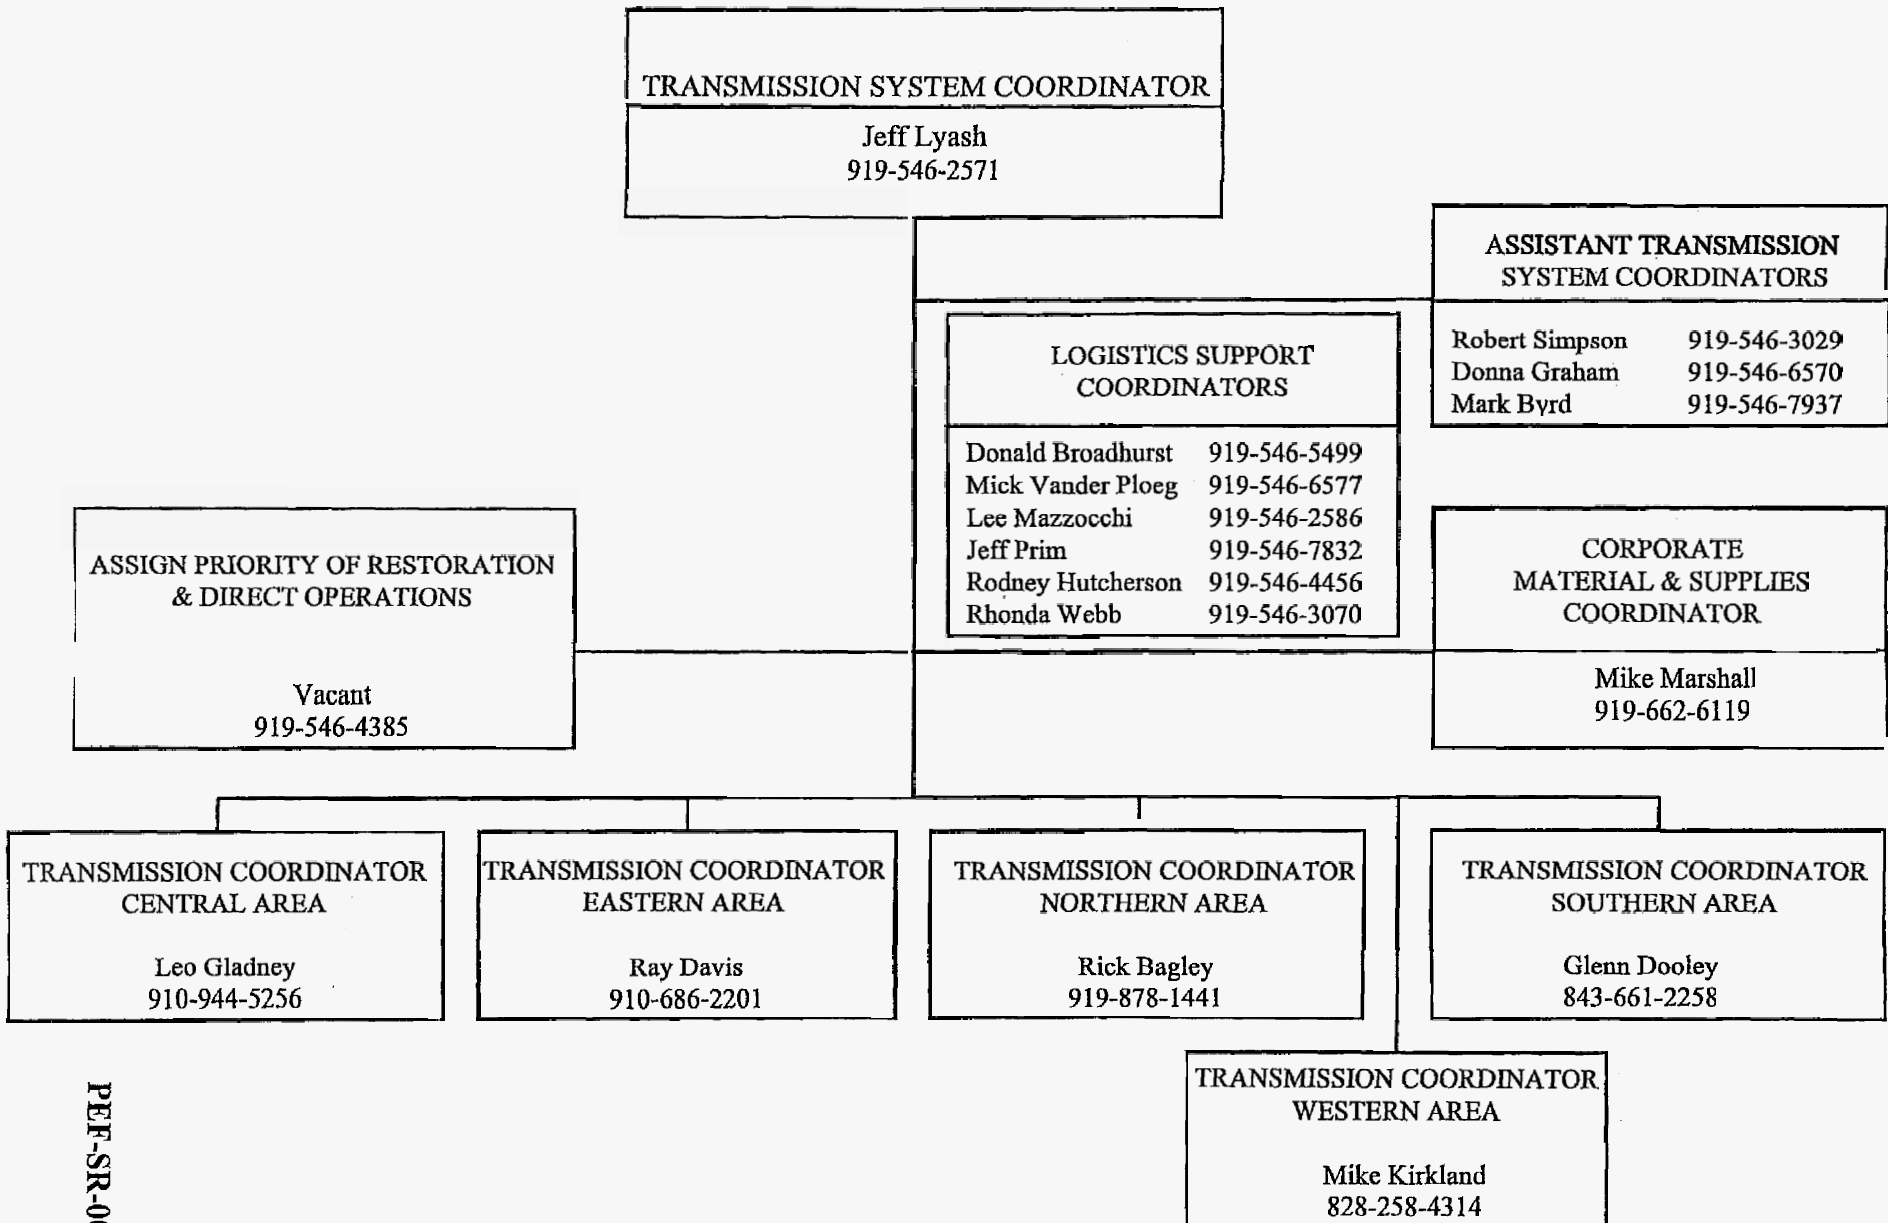 TRANSMISSION SYSTEM COORDINATOR
Jeff Lyash
919-546-2571
ASSISTANT TRANSMISSION
SYSTEM COORDINATORS
Robert Simpson 919-546-3029
Donna Graham 919-546-6570
Mark Byrd 919-546-7937
LOGISTICS SUPPORT
COORDINATORS
Donald Broadhurst 919-546-5499
Mick Vander Ploeg 919-546-6577
Lee Mazzocchi 919-546-2586
Jeff Prim 919-546-7832
Rodney Hutcherson 919-546-4456
Rhonda Webb 919-546-3070
ASSIGN PRIORITY OF RESTORATION
& DIRECT OPERATIONS
Vacant
919-546-4385
CORPORATE
MATERIAL & SUPPLIES
COORDINATOR
Mike Marshall
919-662-6119
TRANSMISSION COORDINATOR
CENTRAL AREA
Leo Gladney
910-944-5256
TRANSMISSION COORDINATOR
EASTERN AREA
Ray Davis
910-686-2201
TRANSMISSION COORDINATOR
NORTHERN AREA
Rick Bagley
919-878-1441
TRANSMISSION COORDINATOR
SOUTHERN AREA
Glenn Dooley
843-661-2258
TRANSMISSION COORDINATOR
WESTERN AREA
Mike Kirkland
828-258-4314
PEF-SR-00